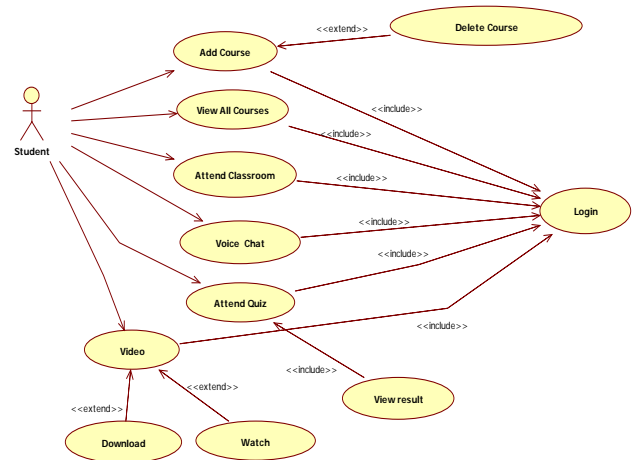 <<extend>>
Delete Course
Add Course
<<include>>
View All Courses
<<include>>
Student
Attend Classroom
<<include>>
Login
<<include>>
Voice Chat
<<include>>
Attend Quiz
<<include>>
Video
<<include>>
<<extend>>
View result
<<extend>>
Download
Watch